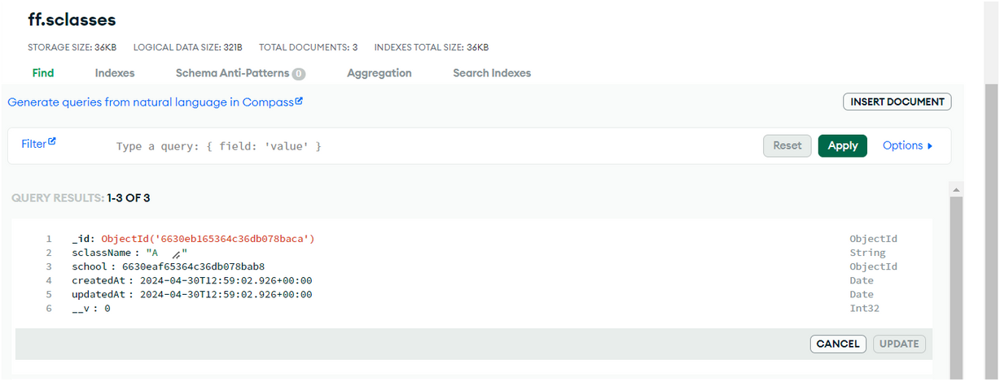 ff.sclasses
STORAGE SIZE: 36KB LOGICAL DATA SIZE: 321B TOTAL DOCUMENTS: 3 INDEXES TOTAL SIZE: 36KB
Find Indexes Schema Anti-Patterns 0 Aggregation Search Indexes
Generate queries from natural language in Compass
INSERT DOCUMENT
Filter Type a query: { field: 'value' } Reset Apply Options
QUERY RESULTS: 1-3 OF 3
1 _id: ObjectId('6630eb165364c36db078baca') ObjectId
2 sclassName : "A " String
3 school : 6630eaf65364c36db078bab8 ObjectId
4 createdAt : 2024-04-30T12:59:02.926+00:00 Date
5 updatedAt : 2024-04-30T12:59:02.926+00:00 Date
6 __v : 0 Int32
CANCEL UPDATE